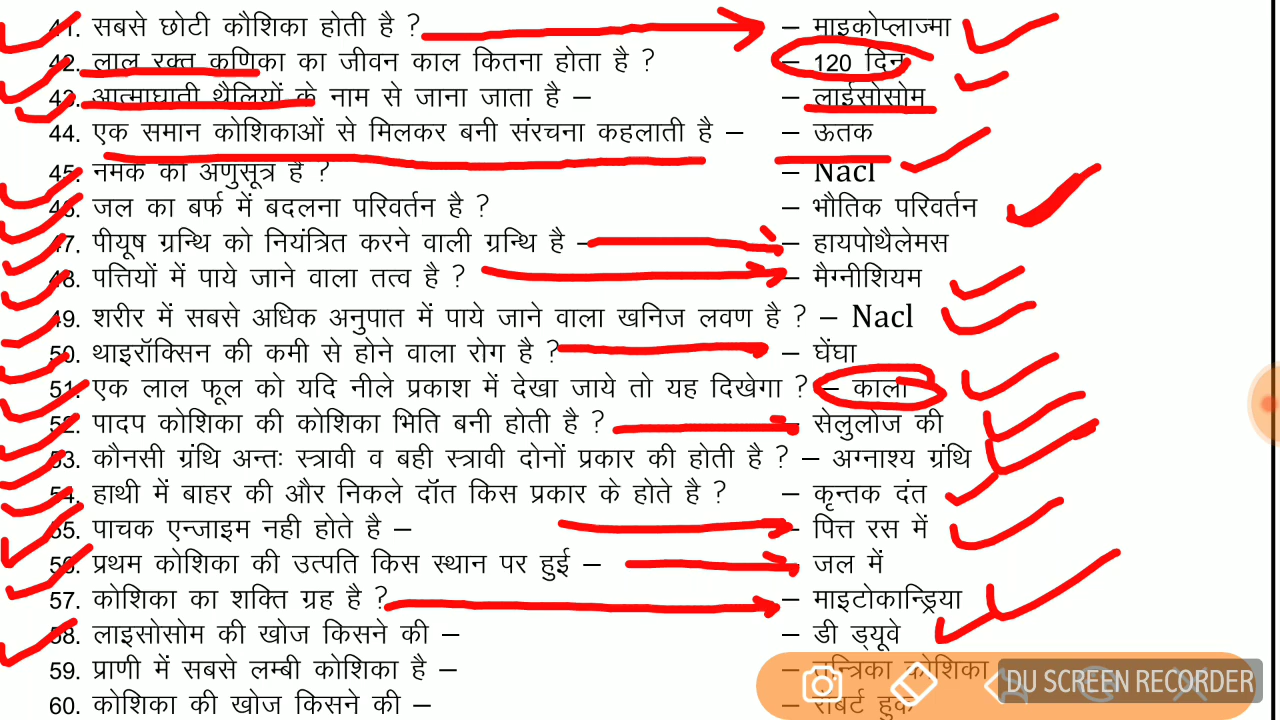 41. सबसे छोटी कौशिका होती है ? – माइकोप्लाज्मा
42. लाल रक्त कणिका का जीवन काल कितना होता है ? – 120 दिन
43. आत्माघाती थैलियों के नाम से जाना जाता है – – लाईसोसोम
44. एक समान कोशिकाओं से मिलकर बनी संरचना कहलाती है – – ऊतक
45. नमक का अणुसूत्र है ? – Nacl
46. जल का बर्फ में बदलना परिवर्तन है ? – भौतिक परिवर्तन
47. पीयूष ग्रन्थि को नियंत्रित करने वाली ग्रन्थि है – – हायपोथैलेमस
48. पत्तियों में पाये जाने वाला तत्व है ? – मैग्नीशियम
49. शरीर में सबसे अधिक अनुपात में पाये जाने वाला खनिज लवण है ? – Nacl
50. थाइरॉक्सिन की कमी से होने वाला रोग है ? – घेंघा
51. एक लाल फूल को यदि नीले प्रकाश में देखा जाये तो यह दिखेगा ? – काला
52. पादप कोशिका की कोशिका भिति बनी होती है ? – सेलुलोज की
53. कौनसी ग्रंथि अन्तः स्त्रावी व बही स्त्रावी दोनों प्रकार की होती है ? – अग्नाश्य ग्रंथि
54. हाथी में बाहर की और निकले दॉंत किस प्रकार के होते है ? – कृन्तक दंत
55. पाचक एन्जाइम नही होते है – – पित्त रस में
56. प्रथम कोशिका की उत्पति किस स्थान पर हुई – – जल में
57. कोशिका का शक्ति ग्रह है ? – माइटोकान्ड्रिया
58. लाइसोसोम की खोज किसने की – – डी ड्यूवे
59. प्राणी में सबसे लम्बी कोशिका है – – तन्त्रिका कोशिका
60. कोशिका की खोज किसने की – – रॉबर्ट हुक
DU SCREEN RECORDER